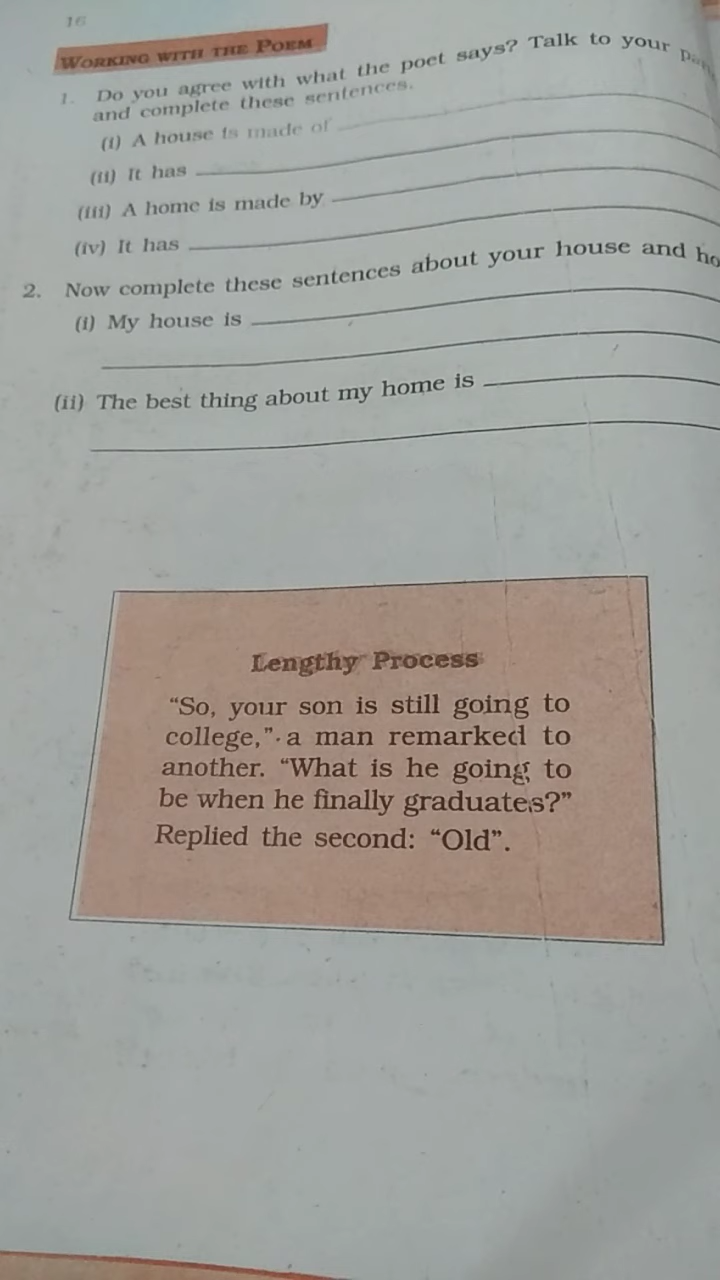 16
WORKING WITH THE POEM
1. Do you agree with what the poet says? Talk to your
and complete these sentences.
(i) A house is made of
(ii) It has
(iii) A home is made by
(iv) It has
2. Now complete these sentences about your house and
(i) My house is
(ii) The best thing about my home is
Lengthy Process
“So, your son is still going to
college,” a man remarked to
another. “What is he going to
be when he finally graduates?”
Replied the second: “Old”.